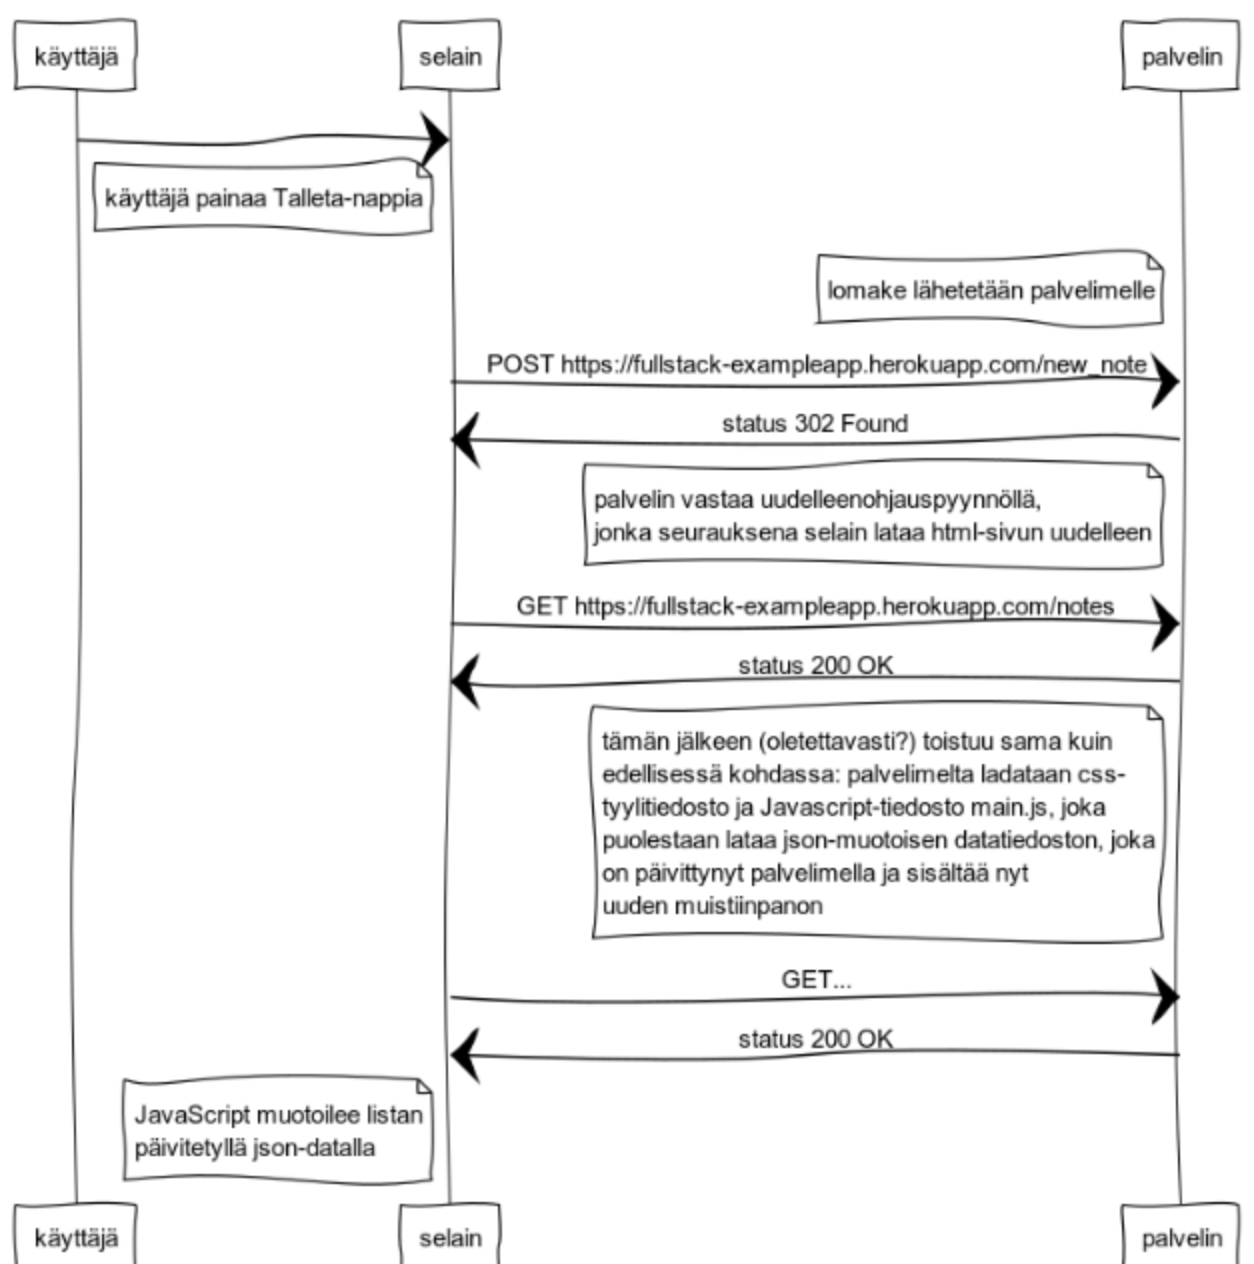 käyttäjä
selain
palvelin
käyttäjä painaa Talleta-nappia
lomake lähetetään palvelimelle
POST https://fullstack-exampleapp.herokuapp.com/new_note
status 302 Found
palvelin vastaa uudelleenohjauspyynnöllä,
jonka seurauksena selain lataa html-sivun uudelleen
GET https://fullstack-exampleapp.herokuapp.com/notes
status 200 OK
tämän jälkeen (oletettavasti?) toistuu sama kuin
edellisessä kohdassa: palvelimelta ladataan css-
tyylitiedosto ja Javascript-tiedosto main.js, joka
puolestaan lataa json-muotoisen datatiedoston, joka
on päivittynyt palvelimella ja sisältää nyt
uuden muistiinpanon
GET...
status 200 OK
JavaScript muotoilee listan
päivitetyllä json-datalla
käyttäjä
selain
palvelin